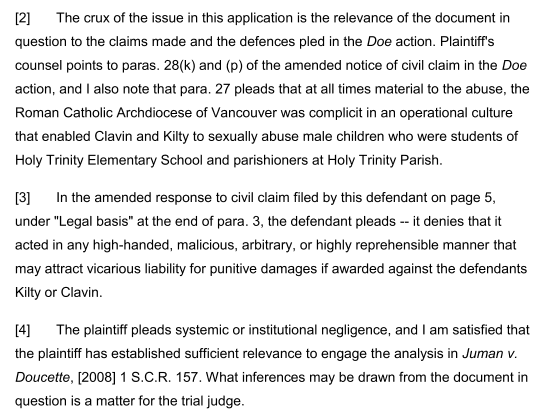 [2] The crux of the issue in this application is the relevance of the document in
question to the claims made and the defences pled in the Doe action. Plaintiff's
counsel points to paras. 28(k) and (p) of the amended notice of civil claim in the Doe
action, and I also note that para. 27 pleads that at all times material to the abuse, the
Roman Catholic Archdiocese of Vancouver was complicit in an operational culture
that enabled Clavin and Kilty to sexually abuse male children who were students of
Holy Trinity Elementary School and parishioners at Holy Trinity Parish.
[3] In the amended response to civil claim filed by this defendant on page 5,
under "Legal basis" at the end of para. 3, the defendant pleads -- it denies that it
acted in any high-handed, malicious, arbitrary, or highly reprehensible manner that
may attract vicarious liability for punitive damages if awarded against the defendants
Kilty or Clavin.
[4] The plaintiff pleads systemic or institutional negligence, and I am satisfied that
the plaintiff has established sufficient relevance to engage the analysis in Juman v.
Doucette, [2008] 1 S.C.R. 157. What inferences may be drawn from the document in
question is a matter for the trial judge.